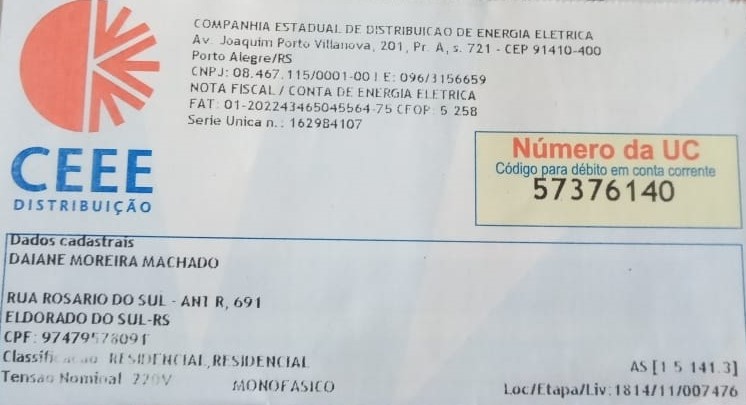 COMPANHIA ESTADUAL DE DISTRIBUICAO DE ENERGIA ELETRICA
Av. Joaquim Porto Villanova, 201, Pr. A, s. 721 - CEP 91410-400
Porto Alegre/RS
CNPJ: 08.467.115/0001-00 I E: 096/3156659
NOTA FISCAL / CONTA DE ENERGIA ELETRICA
FAT: 01-202243465045564-75 CFOP: 5 258
Serie Unica n.: 162984107
CEEE
DISTRIBUIÇÃO
Número da UC
Código para débito em conta corrente
57376140
Dados cadastrais
DAIANE MOREIRA MACHADO
RUA ROSARIO DO SUL - ANT R, 691
ELDORADO DO SUL-RS
CPF: 97479578091
Classificacao RESIDENCIAL,RESIDENCIAL
Tensao Nominal 220V MONOFASICO
AS [1 5 141.3]
Loc/Etapa/Liv:1814/11/007476